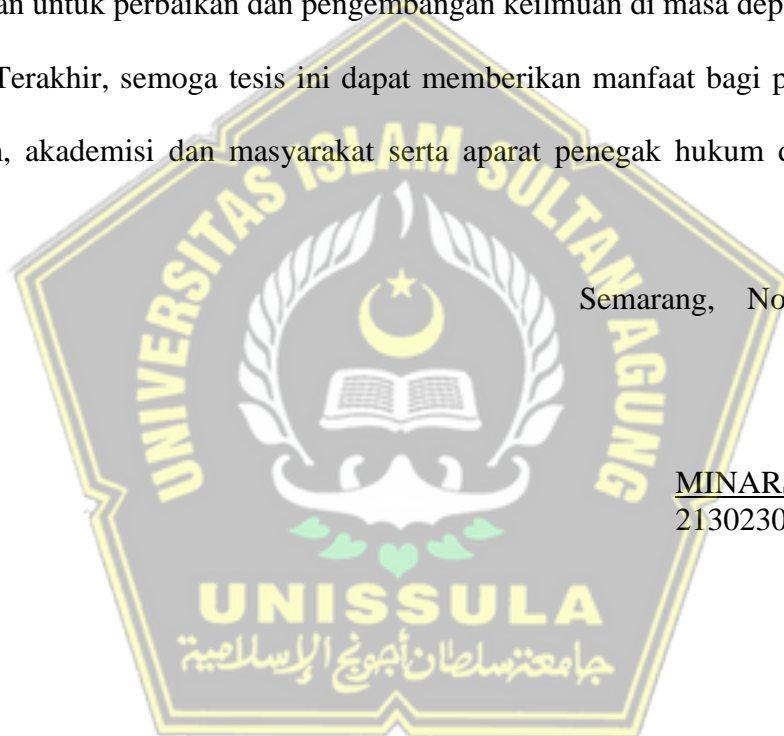 an untuk perbaikan dan pengembangan keilmuan di masa dep
Terakhir, semoga tesis ini dapat memberikan manfaat bagi p
, akademisi dan masyarakat serta aparat penegak hukum
Semarang, No
MINAR
2130230
UNIVERSITAS ISLAM SULTAN AGUNG
UNISSULA
جامعة سلطان أجونج الإسلامية